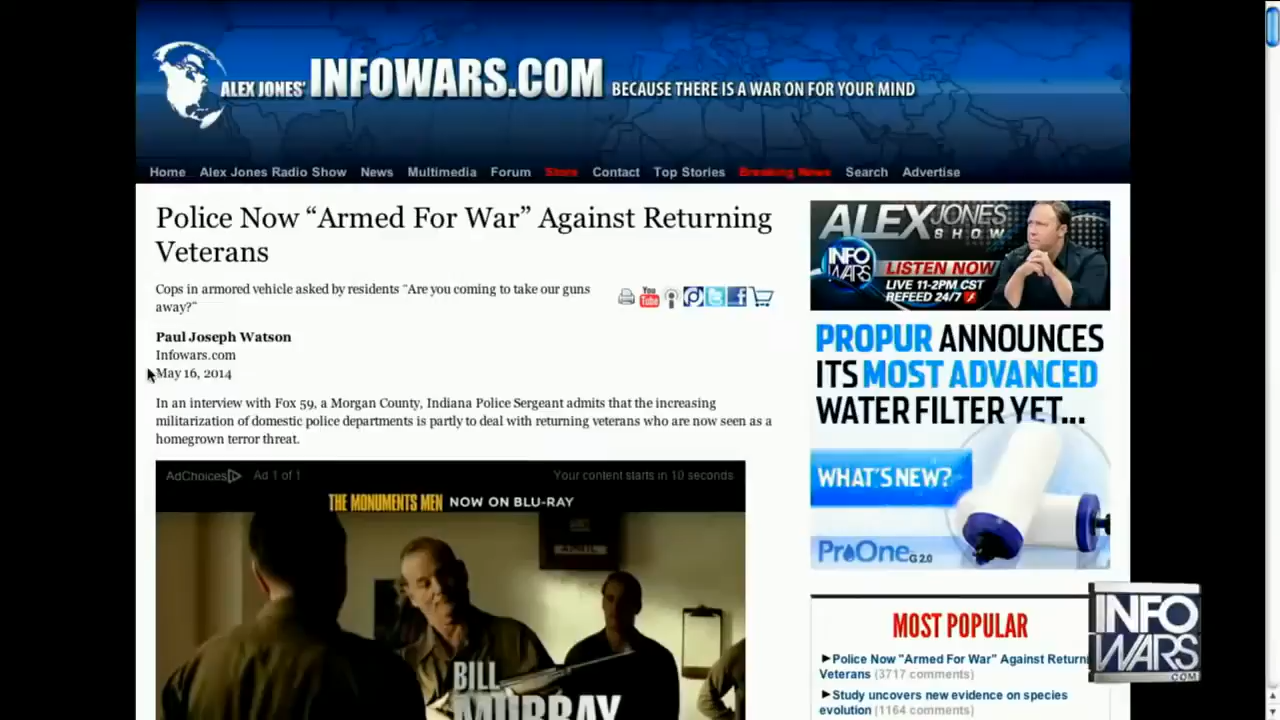 ALEX JONES' INFOWARS.COM BECAUSE THERE IS A WAR ON FOR YOUR MIND
Home Alex Jones Radio Show News Multimedia Forum Store Contact Top Stories Breaking News Search Advertise
Police Now “Armed For War” Against Returning
Veterans
Cops in armored vehicle asked by residents “Are you coming to take our guns
away?”
You
Tube
Paul Joseph Watson
Infowars.com
May 16, 2014
In an interview with Fox 59, a Morgan County, Indiana Police Sergeant admits that the increasing
militarization of domestic police departments is partly to deal with returning veterans who are now seen as a
homegrown terror threat.
AdChoices Ad 1 of 1 Your content starts in 10 seconds
THE MONUMENTS MEN NOW ON BLU-RAY
BILL
MURRAY
ALEX JONES
SHOW
INFO
WARS
LISTEN NOW
LIVE 11-2PM CST
REFEED 24/7
PROPUR ANNOUNCES
ITS MOST ADVANCED
WATER FILTER YET...
WHAT'S NEW?
ProOne G 2.0
MOST POPULAR
Police Now "Armed For War" Against Returni
Veterans (3717 comments)
Study uncovers new evidence on species
evolution (1164 comments)
INFO
WARS
.COM